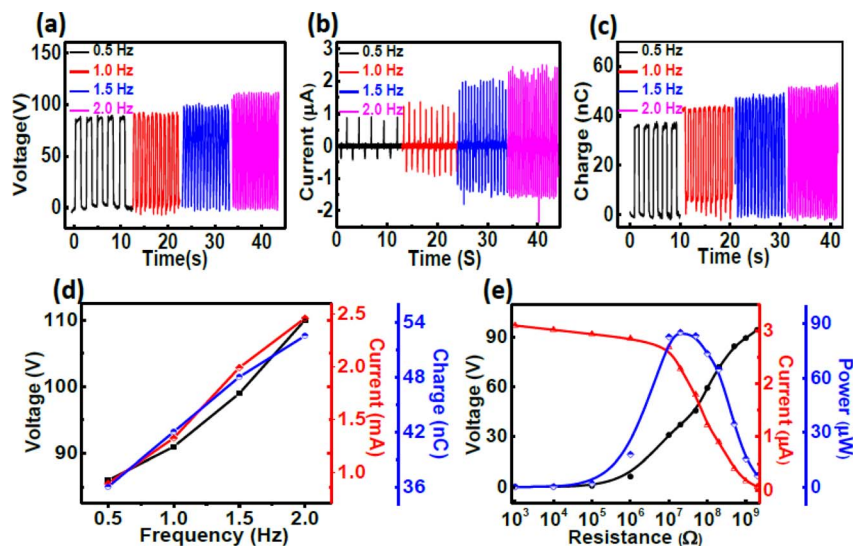 (a)
0.5 Hz
1.0 Hz
1.5 Hz
2.0 Hz
150
100
50
0
Voltage(V)
0 10 20 30 40
Time(s)
(b)
0.5 Hz
1.0 Hz
1.5 Hz
2.0 Hz
3
2
1
0
-1
-2
Current (µA)
0 10 20 30 40
Time (S)
(c)
0.5 Hz
1.0 Hz
1.5 Hz
2.0 Hz
60
40
20
0
Charge (nC)
0 10 20 30 40
Time (s)
(d)
110
100
90
Voltage (V)
0.5 1.0 1.5 2.0
Frequency (Hz)
2.5
2.0
1.5
1.0
Current (mA)
54
48
42
36
Charge (nC)
(e)
90
60
30
0
Voltage (V)
10³ 10⁴ 10⁵ 10⁶ 10⁷ 10⁸ 10⁹
Resistance (Ω)
3
2
1
0
Current (µA)
90
60
30
0
Power (µW)